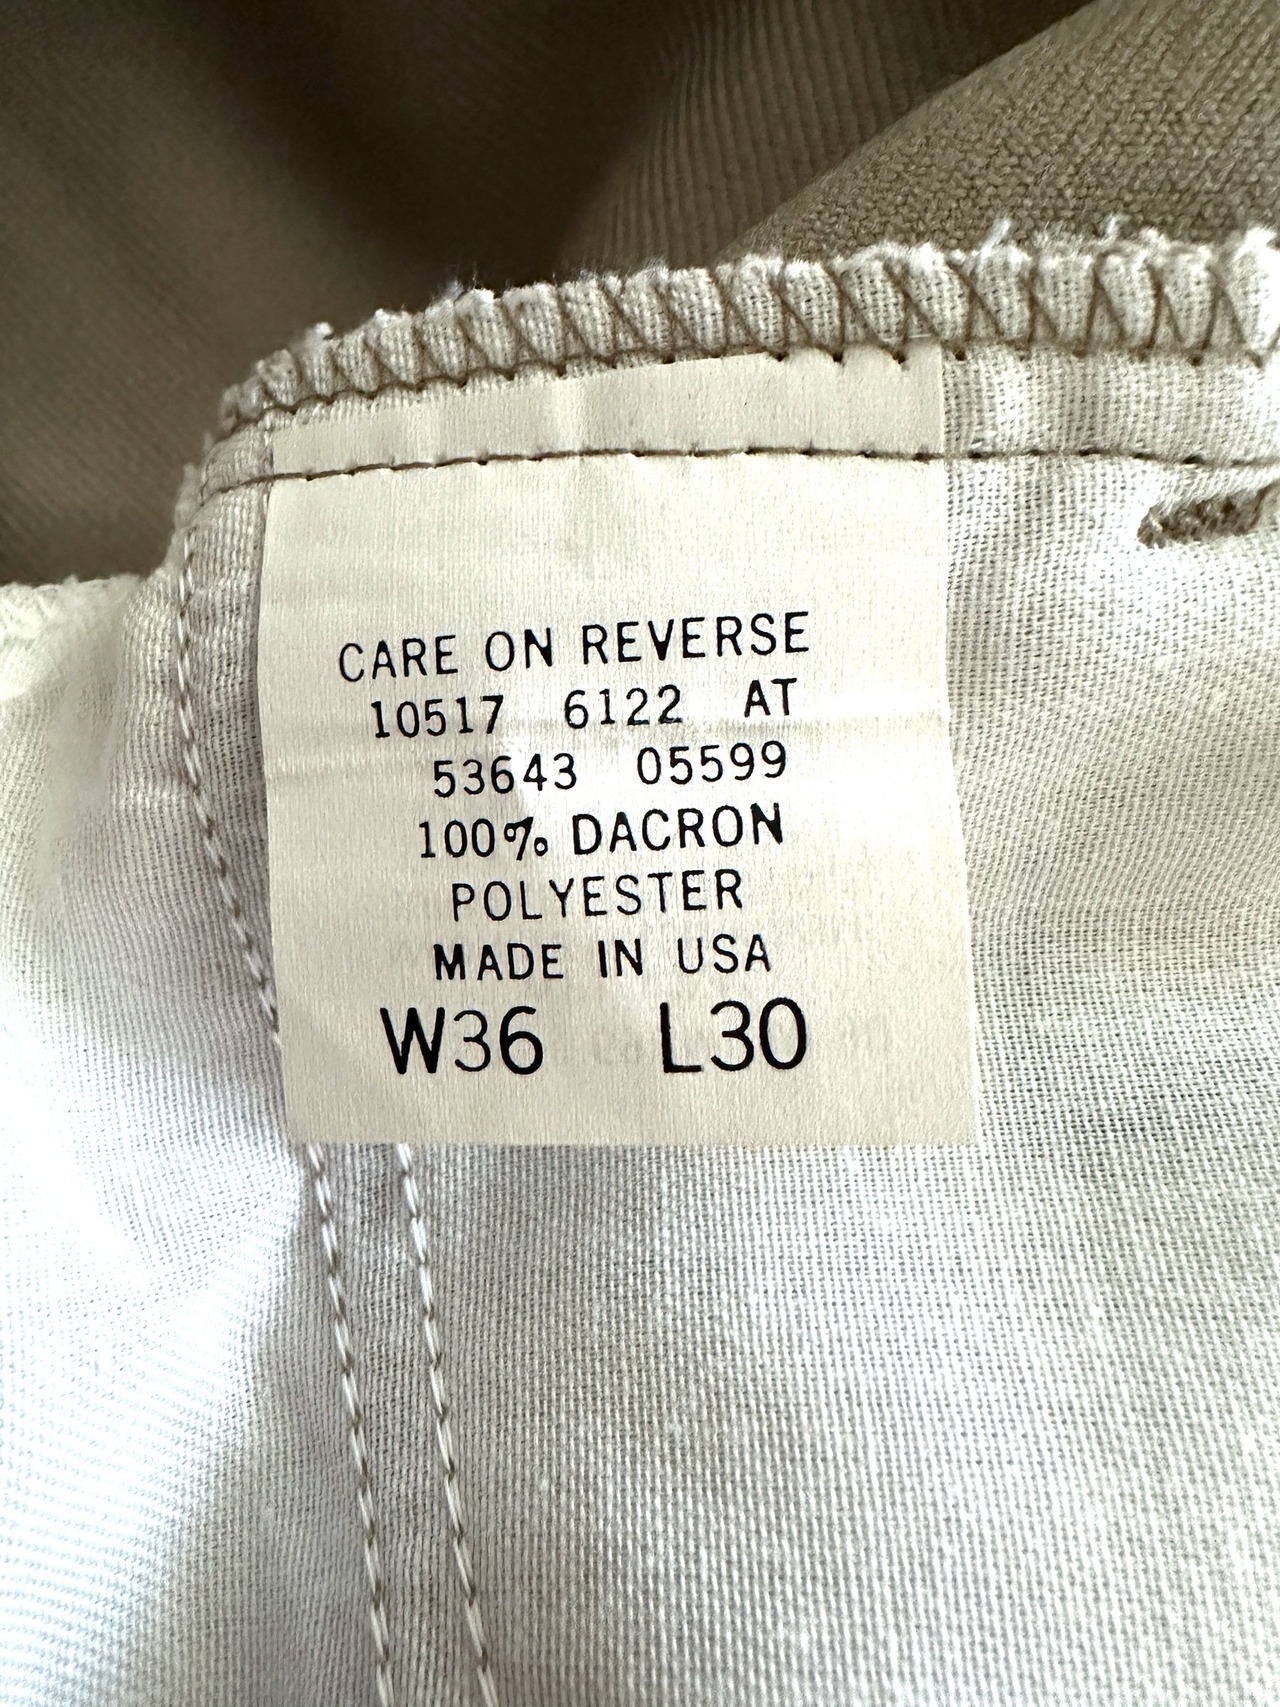 CARE ON REVERSE
10517 6122 AT
53643 05599
100% DACRON
POLYESTER
MADE IN USA
W36 L30